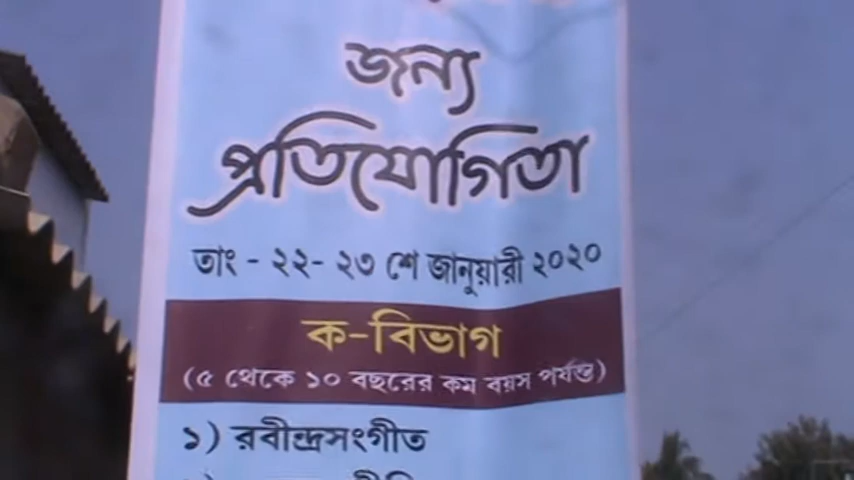 জন্য
প্রতিযোগিতা
তাং - ২২- ২৩ শে জানুয়ারী ২০২০
ক-বিভাগ
(৫ থেকে ১০ বছরের কম বয়স পর্যন্ত)
১) রবীন্দ্রসংগীত